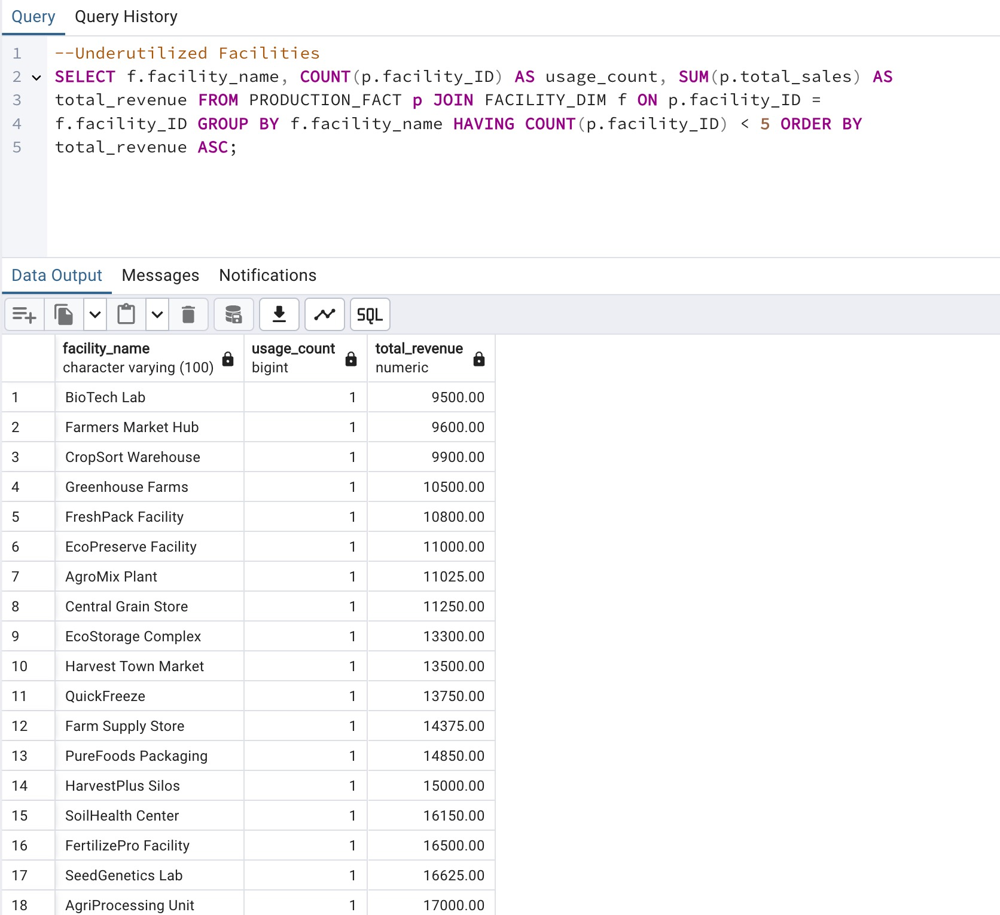 Query Query History
1 --Underutilized Facilities
2 SELECT f.facility_name, COUNT(p.facility_ID) AS usage_count, SUM(p.total_sales) AS
3 total_revenue FROM PRODUCTION_FACT p JOIN FACILITY_DIM f ON p.facility_ID =
4 f.facility_ID GROUP BY f.facility_name HAVING COUNT(p.facility_ID) < 5 ORDER BY
5 total_revenue ASC;
Data Output Messages Notifications
SQL
facility_name usage_count total_revenue
character varying (100) bigint numeric
1 BioTech Lab 1 9500.00
2 Farmers Market Hub 1 9600.00
3 CropSort Warehouse 1 9900.00
4 Greenhouse Farms 1 10500.00
5 FreshPack Facility 1 10800.00
6 EcoPreserve Facility 1 11000.00
7 AgroMix Plant 1 11025.00
8 Central Grain Store 1 11250.00
9 EcoStorage Complex 1 13300.00
10 Harvest Town Market 1 13500.00
11 QuickFreeze 1 13750.00
12 Farm Supply Store 1 14375.00
13 PureFoods Packaging 1 14850.00
14 HarvestPlus Silos 1 15000.00
15 SoilHealth Center 1 16150.00
16 FertilizePro Facility 1 16500.00
17 SeedGenetics Lab 1 16625.00
18 AgriProcessing Unit 1 17000.00